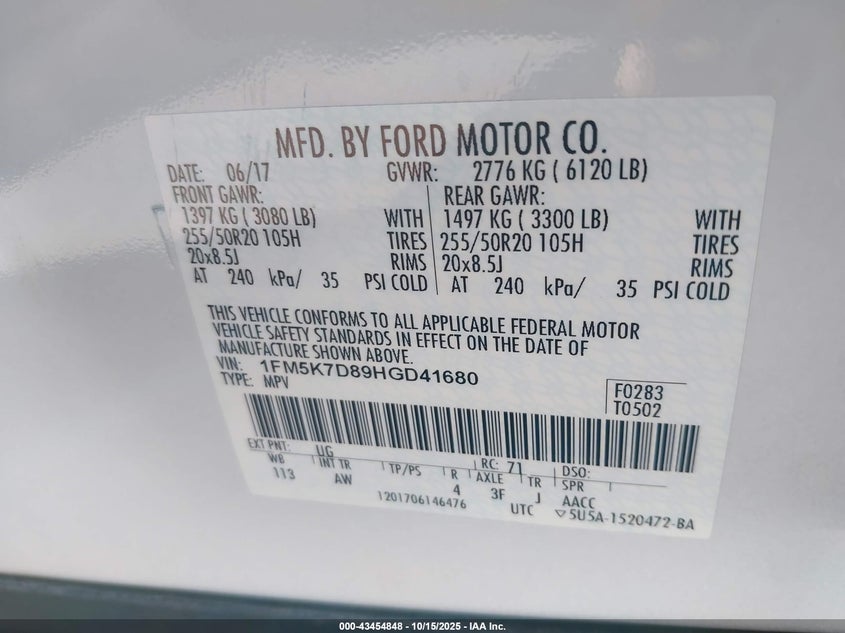 MFD. BY FORD MOTOR CO.
DATE: 06/17 GVWR: 2776 KG ( 6120 LB)
FRONT GAWR: REAR GAWR:
1397 KG ( 3080 LB) WITH 1497 KG ( 3300 LB) WITH
255/50R20 105H TIRES 255/50R20 105H TIRES
20x8.5J RIMS 20x8.5J RIMS
AT 240 kPa/ 35 PSI COLD AT 240 kPa/ 35 PSI COLD
THIS VEHICLE CONFORMS TO ALL APPLICABLE FEDERAL MOTOR
VEHICLE SAFETY STANDARDS IN EFFECT ON THE DATE OF
MANUFACTURE SHOWN ABOVE.
VIN: 1FM5K7D89HGD41680
TYPE: MPV
F0283
T0502
EXT PNT: UG RC: 71 DSO:
WB INT TR TP/PS R AXLE TR SPR
113 AW 4 3F J AACC
1201706146476 UTC ▽5U5A-1520472-BA
000-43454848 - 10/15/2025 - IAA Inc.